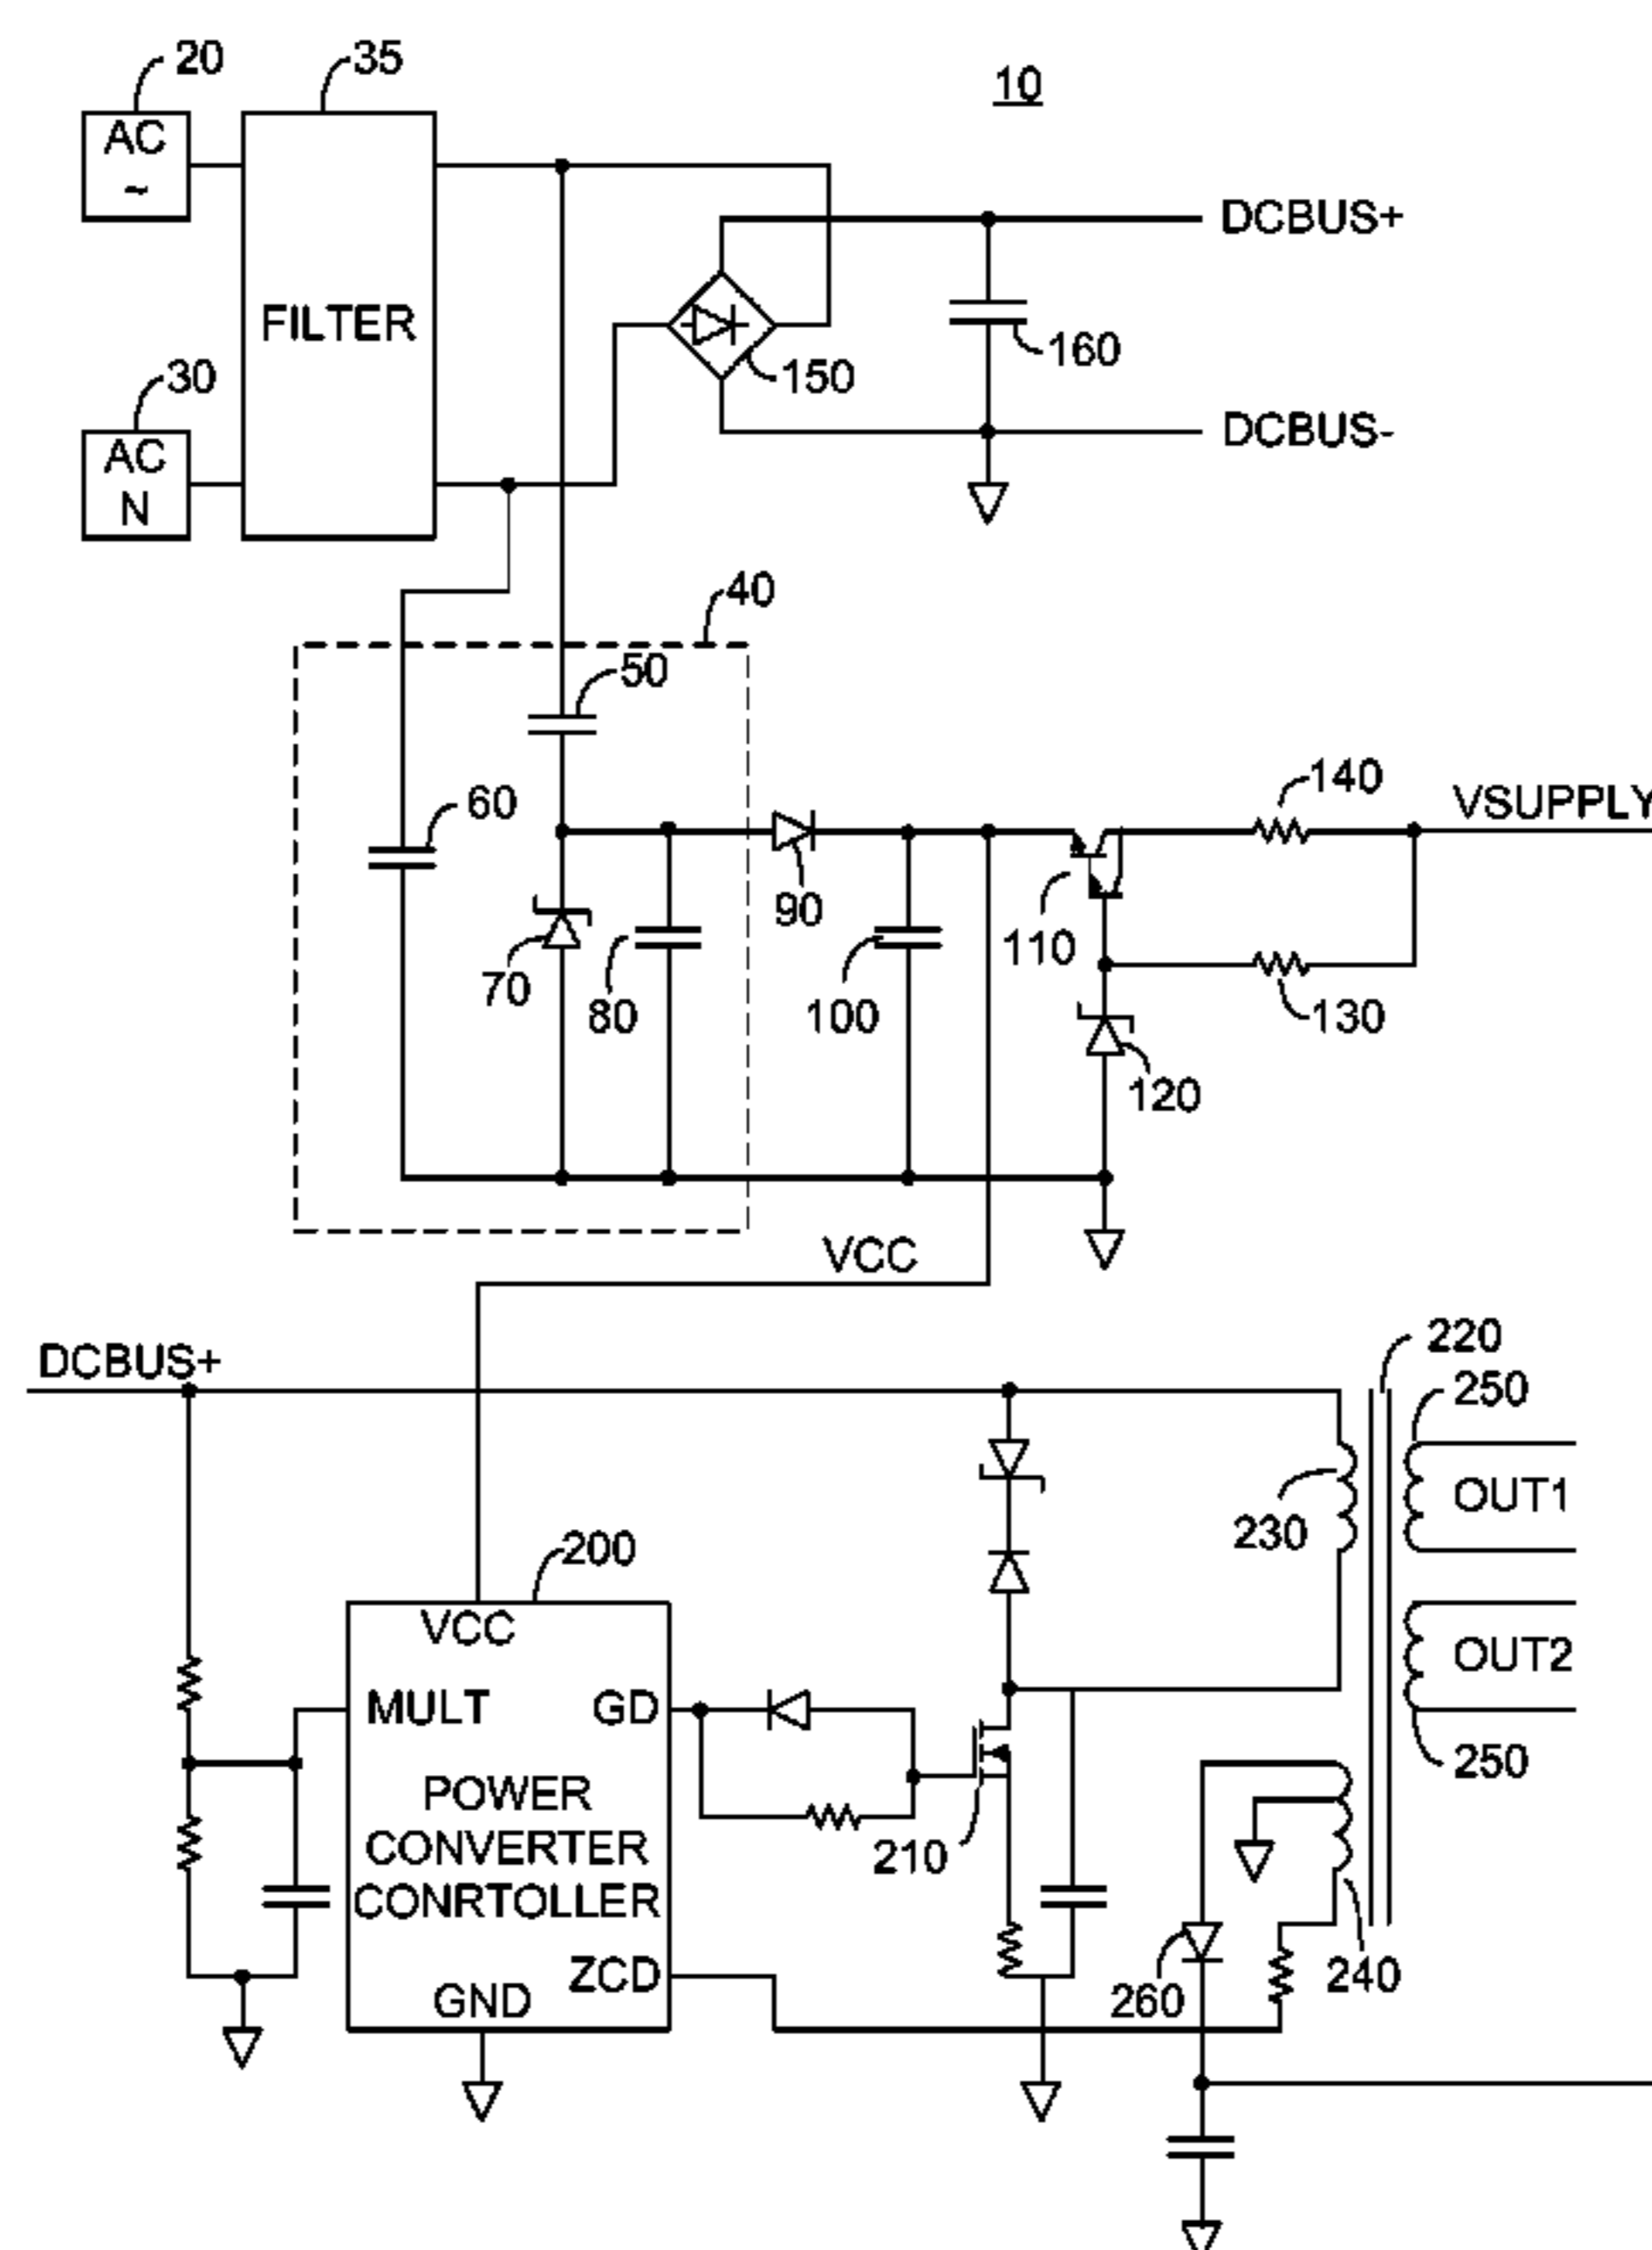 20
35
10
AC
~
FILTER
DCBUS+
160
150
30
AC
N
DCBUS-
40
50
60
140
VSUPPLY
90
110
70
80
100
130
120
VCC
DCBUS+
220
250
OUT1
230
200
VCC
MULT
GD
OUT2
250
POWER
CONVERTER
CONRTOLLER
210
ZCD
GND
260
240